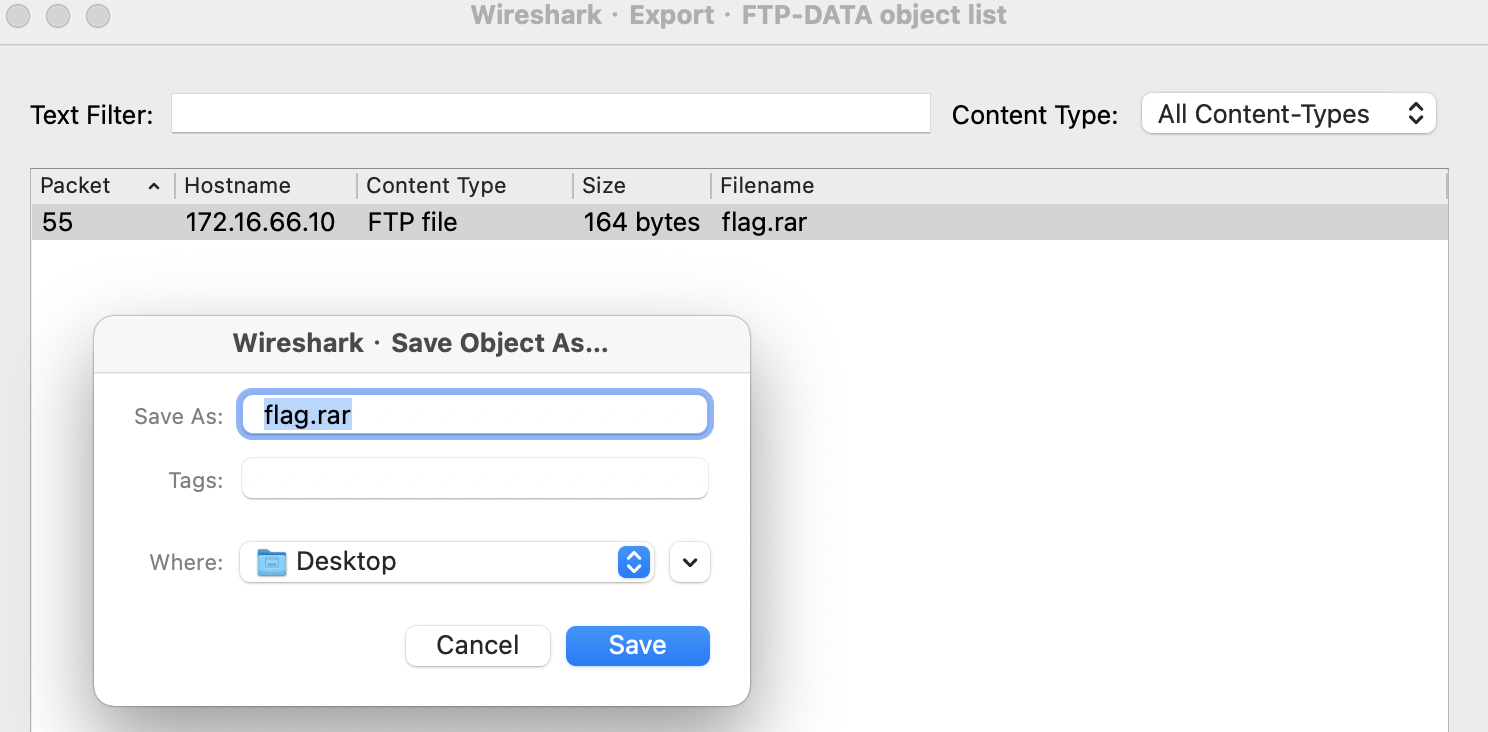 Wireshark · Export · FTP-DATA object list
Text Filter: Content Type: All Content-Types
Packet Hostname Content Type Size Filename
55 172.16.66.10 FTP file 164 bytes flag.rar
Wireshark · Save Object As...
Save As: flag.rar
Tags:
Where: Desktop
Cancel Save